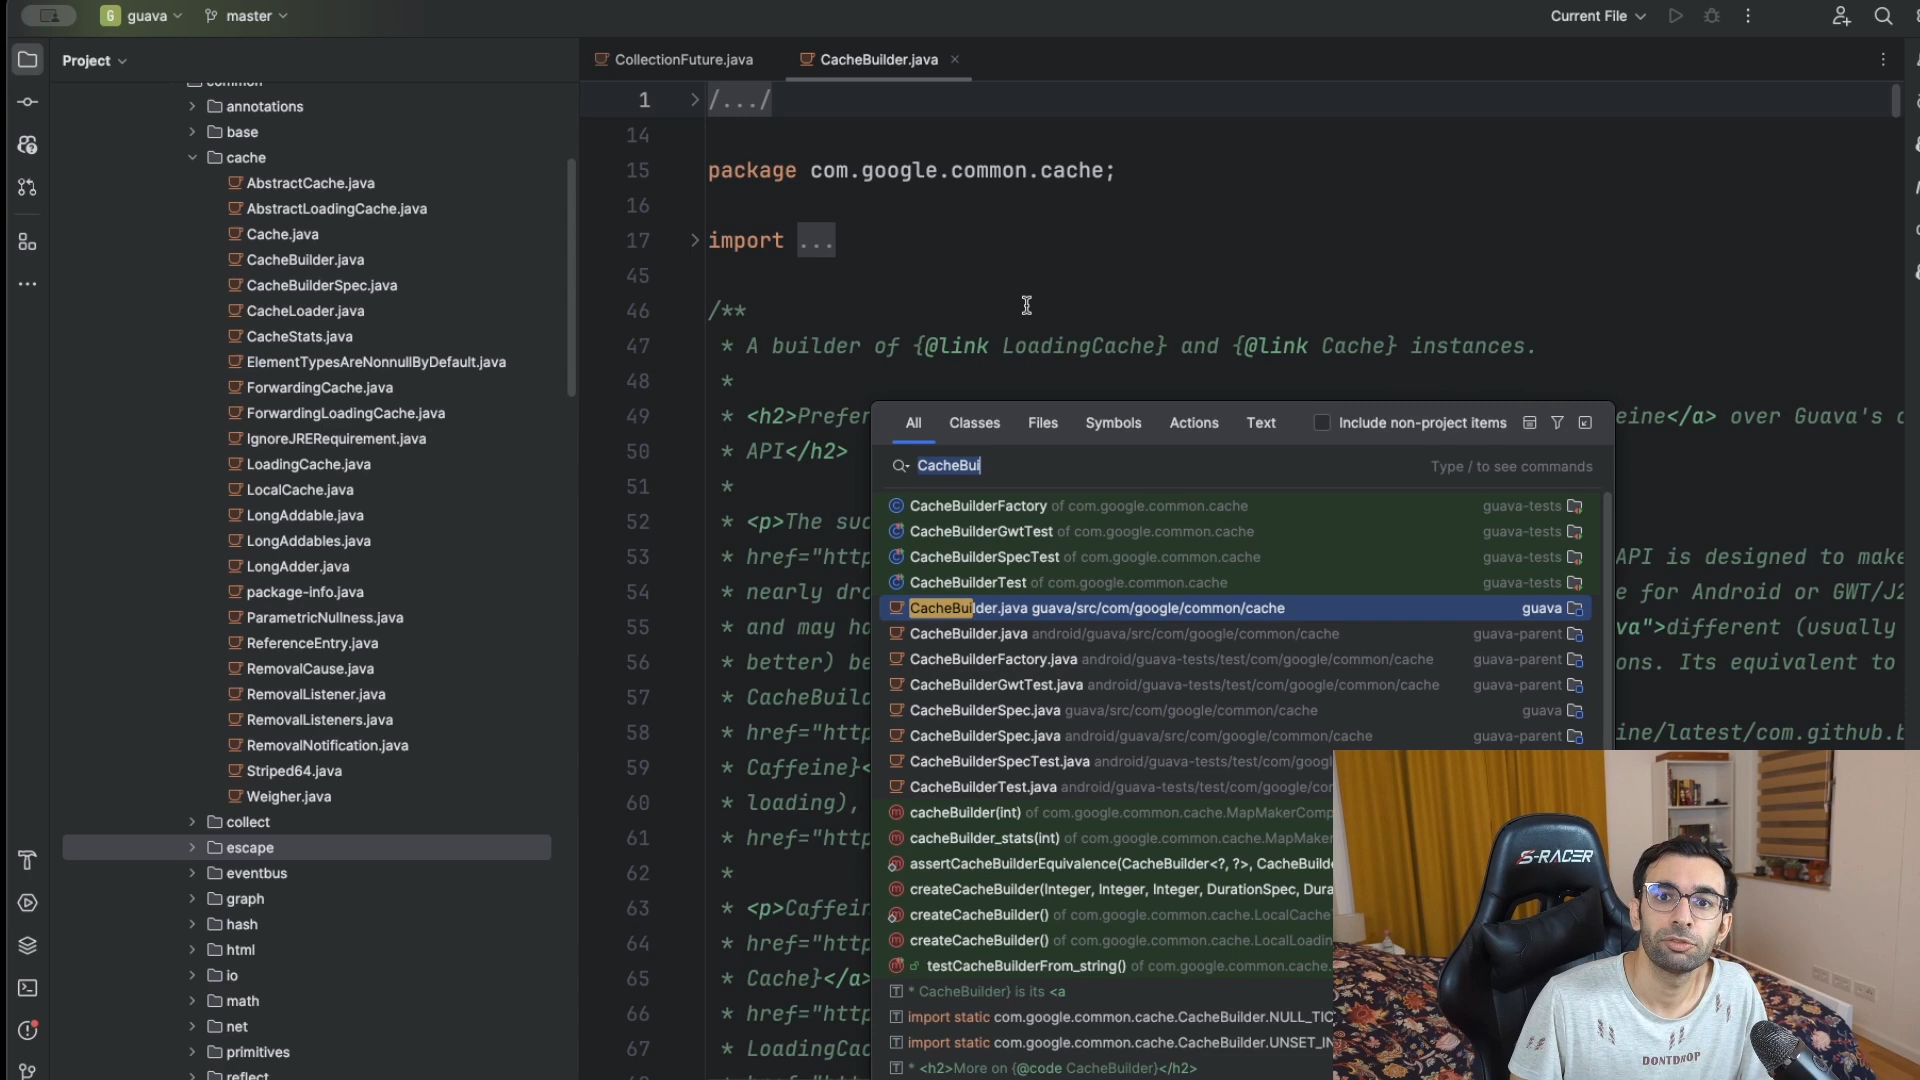 G guava master Current File
Project
CollectionFuture.java CacheBuilder.java
common
annotations
base
cache
AbstractCache.java
AbstractLoadingCache.java
Cache.java
CacheBuilder.java
CacheBuilderSpec.java
CacheLoader.java
CacheStats.java
ElementTypesAreNonnullByDefault.java
ForwardingCache.java
ForwardingLoadingCache.java
IgnoreJRERequirement.java
LoadingCache.java
LocalCache.java
LongAddable.java
LongAddables.java
LongAdder.java
package-info.java
ParametricNullness.java
ReferenceEntry.java
RemovalCause.java
RemovalListener.java
RemovalListeners.java
RemovalNotification.java
Striped64.java
Weigher.java
collect
escape
eventbus
graph
hash
html
io
math
net
primitives
reflect
1 /.../
14
15 package com.google.common.cache;
16
17 import ...
45
46 /**
47 * A builder of {@link LoadingCache} and {@link Cache} instances.
48 *
49 * <h2>Prefer eine</a> over Guava's c
50 * API</h2>
51 *
52 * <p>The suc
53 * href="http API is designed to make
54 * nearly dro e for Android or GWT/J2
55 * and may ha va">different (usually
56 * better) be ons. Its equivalent to
57 * CacheBuild
58 * href="http ine/latest/com.github.b
59 * Caffeine}<
60 * loading),
61 * href="http
62 *
63 * <p>Caffein
64 * href="http
65 * Cache}</a>
66 * href="http
67 * LoadingCac
All Classes Files Symbols Actions Text Include non-project items
CacheBui Type / to see commands
CacheBuilderFactory of com.google.common.cache guava-tests
CacheBuilderGwtTest of com.google.common.cache guava-tests
CacheBuilderSpecTest of com.google.common.cache guava-tests
CacheBuilderTest of com.google.common.cache guava-tests
CacheBuilder.java guava/src/com/google/common/cache guava
CacheBuilder.java android/guava/src/com/google/common/cache guava-parent
CacheBuilderFactory.java android/guava-tests/test/com/google/common/cache guava-parent
CacheBuilderGwtTest.java android/guava-tests/test/com/google/common/cache guava-parent
CacheBuilderSpec.java guava/src/com/google/common/cache guava
CacheBuilderSpec.java android/guava/src/com/google/common/cache guava-parent
CacheBuilderSpecTest.java android/guava-tests/test/com/googl
CacheBuilderTest.java android/guava-tests/test/com/google/cor
cacheBuilder(int) of com.google.common.cache.MapMakerComp
cacheBuilder_stats(int) of com.google.common.cache.MapMaker
assertCacheBuilderEquivalence(CacheBuilder<?, ?>, CacheBuilde
createCacheBuilder(Integer, Integer, Integer, DurationSpec, Dura
createCacheBuilder() of com.google.common.cache.LocalCache
createCacheBuilder() of com.google.common.cache.LocalLoadin
testCacheBuilderFrom_string() of com.google.common.cache.
* CacheBuilder} is its <a
import static com.google.common.cache.CacheBuilder.NULL_TIC
import static com.google.common.cache.CacheBuilder.UNSET_IN
* <h2>More on {@code CacheBuilder}</h2>
S-RACER
DONTDROP